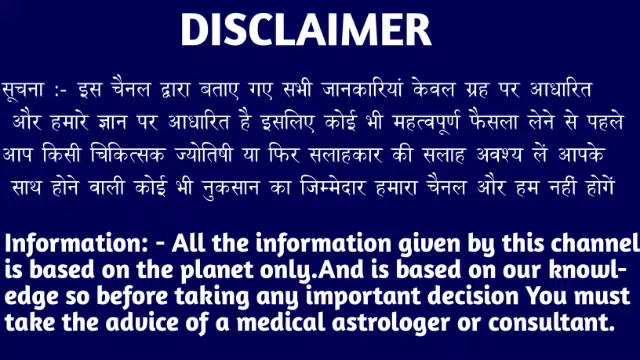 DISCLAIMER
सूचना :- इस चैनल द्वारा बताए गए सभी जानकारियां केवल ग्रह पर आधारित
और हमारे ज्ञान पर आधारित है इसलिए कोई भी महत्वपूर्ण फैसला लेने से पहले
आप किसी चिकित्सक ज्योतिषी या फिर सलाहकार की सलाह अवश्य लें आपके
साथ होने वाली कोई भी नुकसान का जिम्मेदार हमारा चैनल और हम नहीं होगें
Information: - All the information given by this channel
is based on the planet only.And is based on our knowl-
edge so before taking any important decision You must
take the advice of a medical astrologer or consultant.